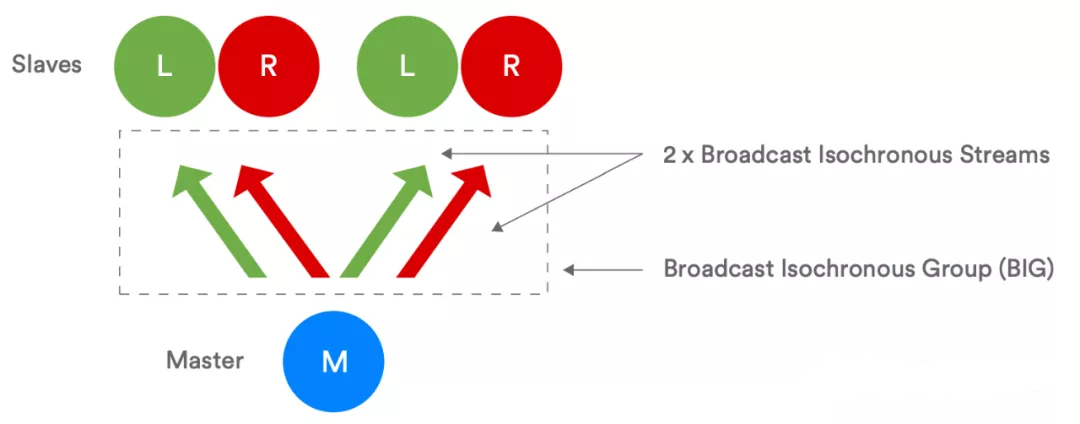 Slaves
L R L R
2 x Broadcast Isochronous Streams
Broadcast Isochronous Group (BIG)
Master
M